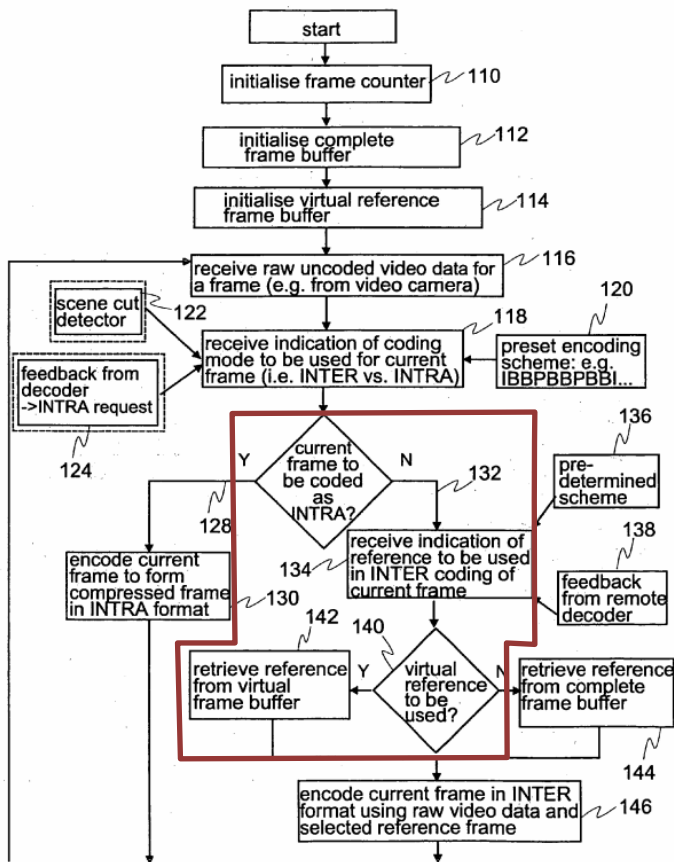 start
initialise frame counter
110
initialise complete
frame buffer
112
initialise virtual reference
frame buffer
114
receive raw uncoded video data for
a frame (e.g. from video camera)
116
scene cut
detector
122
receive indication of coding
mode to be used for current
frame (i.e. INTER vs. INTRA)
118
120
preset encoding
scheme: e.g.
IBBPBBPBBI...
feedback from
decoder
->INTRA request
124
Y
current
frame to
be coded
as
INTRA?
N
128
132
136
pre-
determined
scheme
encode current
frame to form
compressed frame
in INTRA format
130
134
receive indication of
reference to be used
in INTER coding of
current frame
138
feedback
from remote
decoder
142
retrieve reference
from virtual
frame buffer
Y
140
virtual
reference
to be
used?
N
retrieve reference
from complete
frame buffer
144
encode current frame in INTER
format using raw video data and
selected reference frame
146